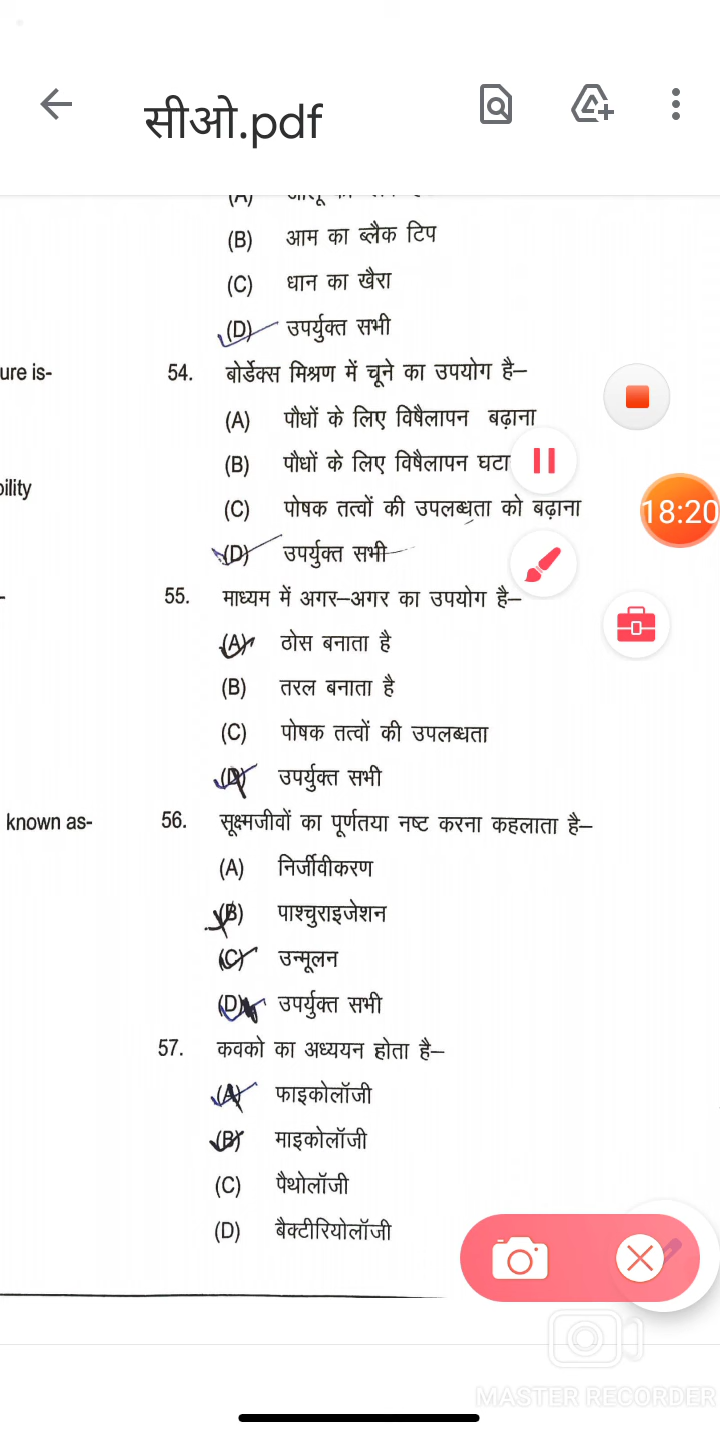 सीओ.pdf
(B) आम का ब्लैक टिप
(C) धान का खैरा
(D) उपर्युक्त सभी
ure is-
54. बोर्डेक्स मिश्रण में चूने का उपयोग है–
(A) पौधों के लिए विषैलापन बढ़ाना
(B) पौधों के लिए विषैलापन घटा
bility
(C) पोषक तत्वों की उपलब्धता को बढ़ाना
18:20
(D) उपर्युक्त सभी
55. माध्यम में अगर–अगर का उपयोग है–
(A) ठोस बनाता है
(B) तरल बनाता है
(C) पोषक तत्वों की उपलब्धता
(D) उपर्युक्त सभी
known as-
56. सूक्ष्मजीवों का पूर्णतया नष्ट करना कहलाता है–
(A) निर्जीवीकरण
(B) पाश्चुराइजेशन
(C) उन्मूलन
(D) उपर्युक्त सभी
57. कवको का अध्ययन होता है–
(A) फाइकोलॉजी
(B) माइकोलॉजी
(C) पैथोलॉजी
(D) बैक्टीरियोलॉजी
MASTER RECORDER